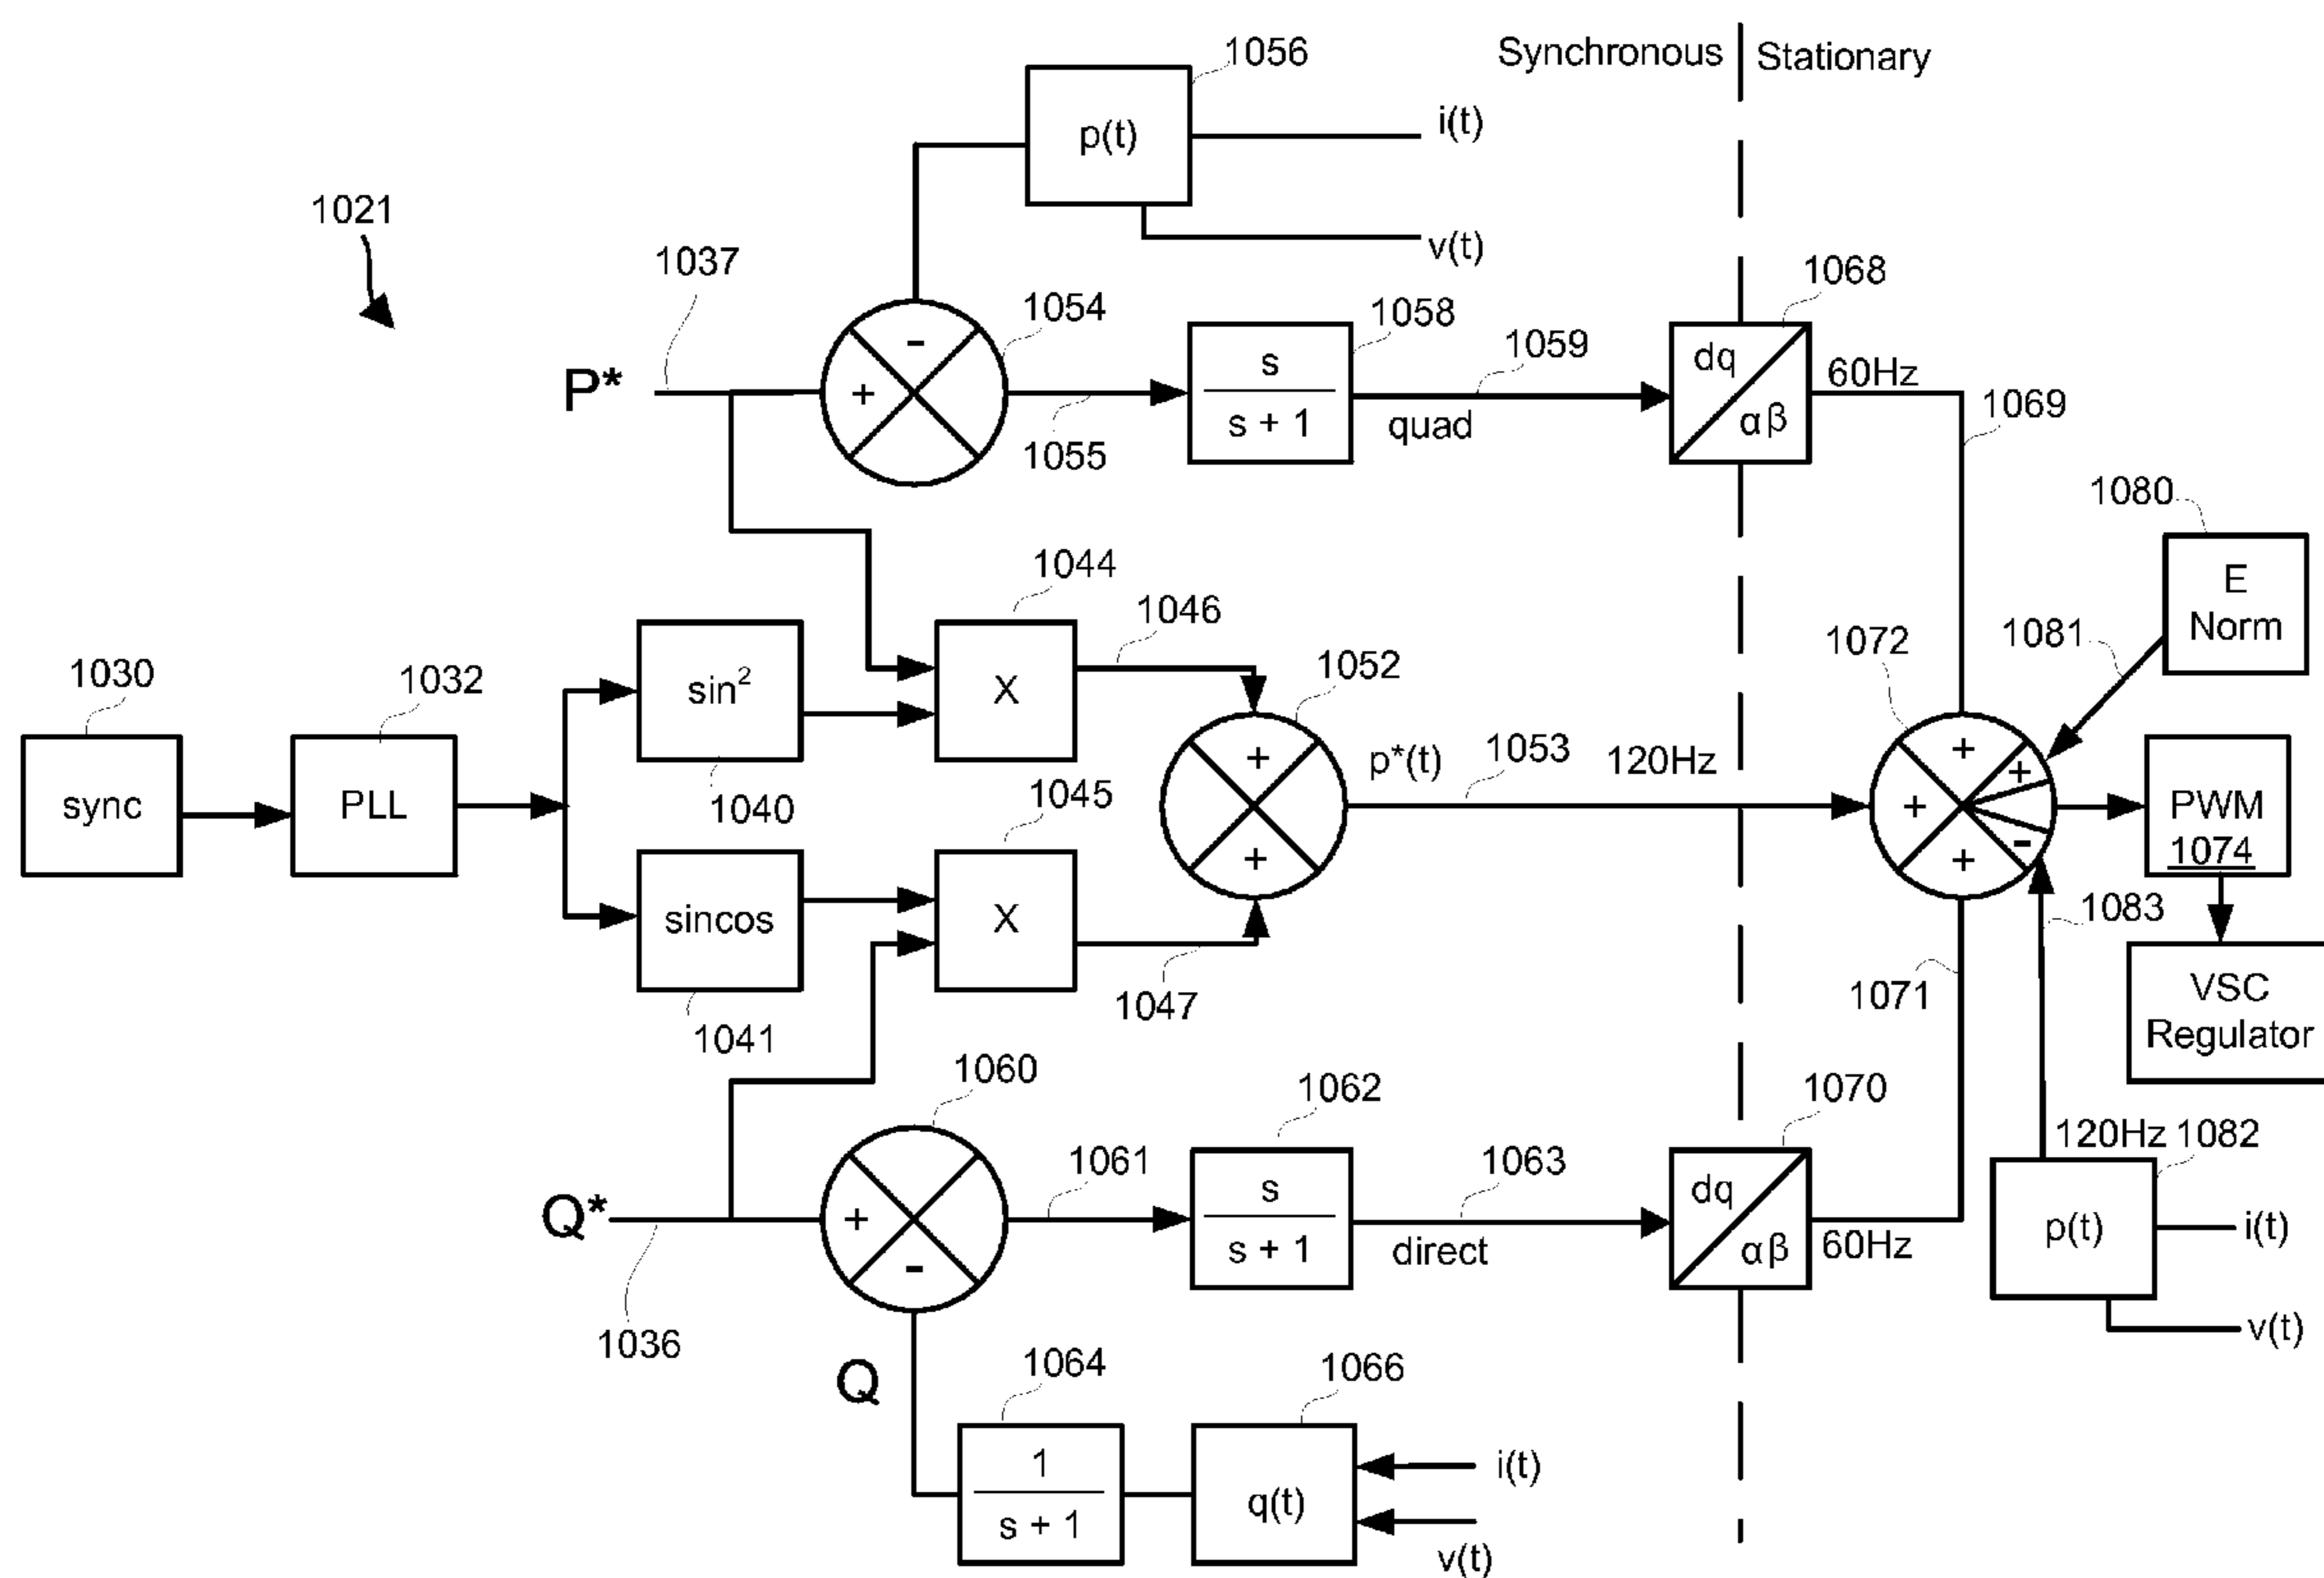 Synchronous
Stationary
1056
p(t)
i(t)
v(t)
1021
1037
P*
-
+
1054
1055
s
s + 1
1058
1059
quad
1068
dq
αβ
60Hz
1069
1080
E
Norm
1081
1030
sync
1032
PLL
sin²
1040
sincos
1041
1044
X
1046
1045
X
1047
1052
+
+
p*(t)
1053
120Hz
1072
+
+
+
+
-
PWM
1074
1083
VSC
Regulator
1071
1060
Q*
1036
+
-
1061
1062
s
s + 1
1063
direct
1070
dq
αβ
60Hz
120Hz 1082
p(t)
i(t)
v(t)
Q
1064
1
s + 1
1066
q(t)
i(t)
v(t)